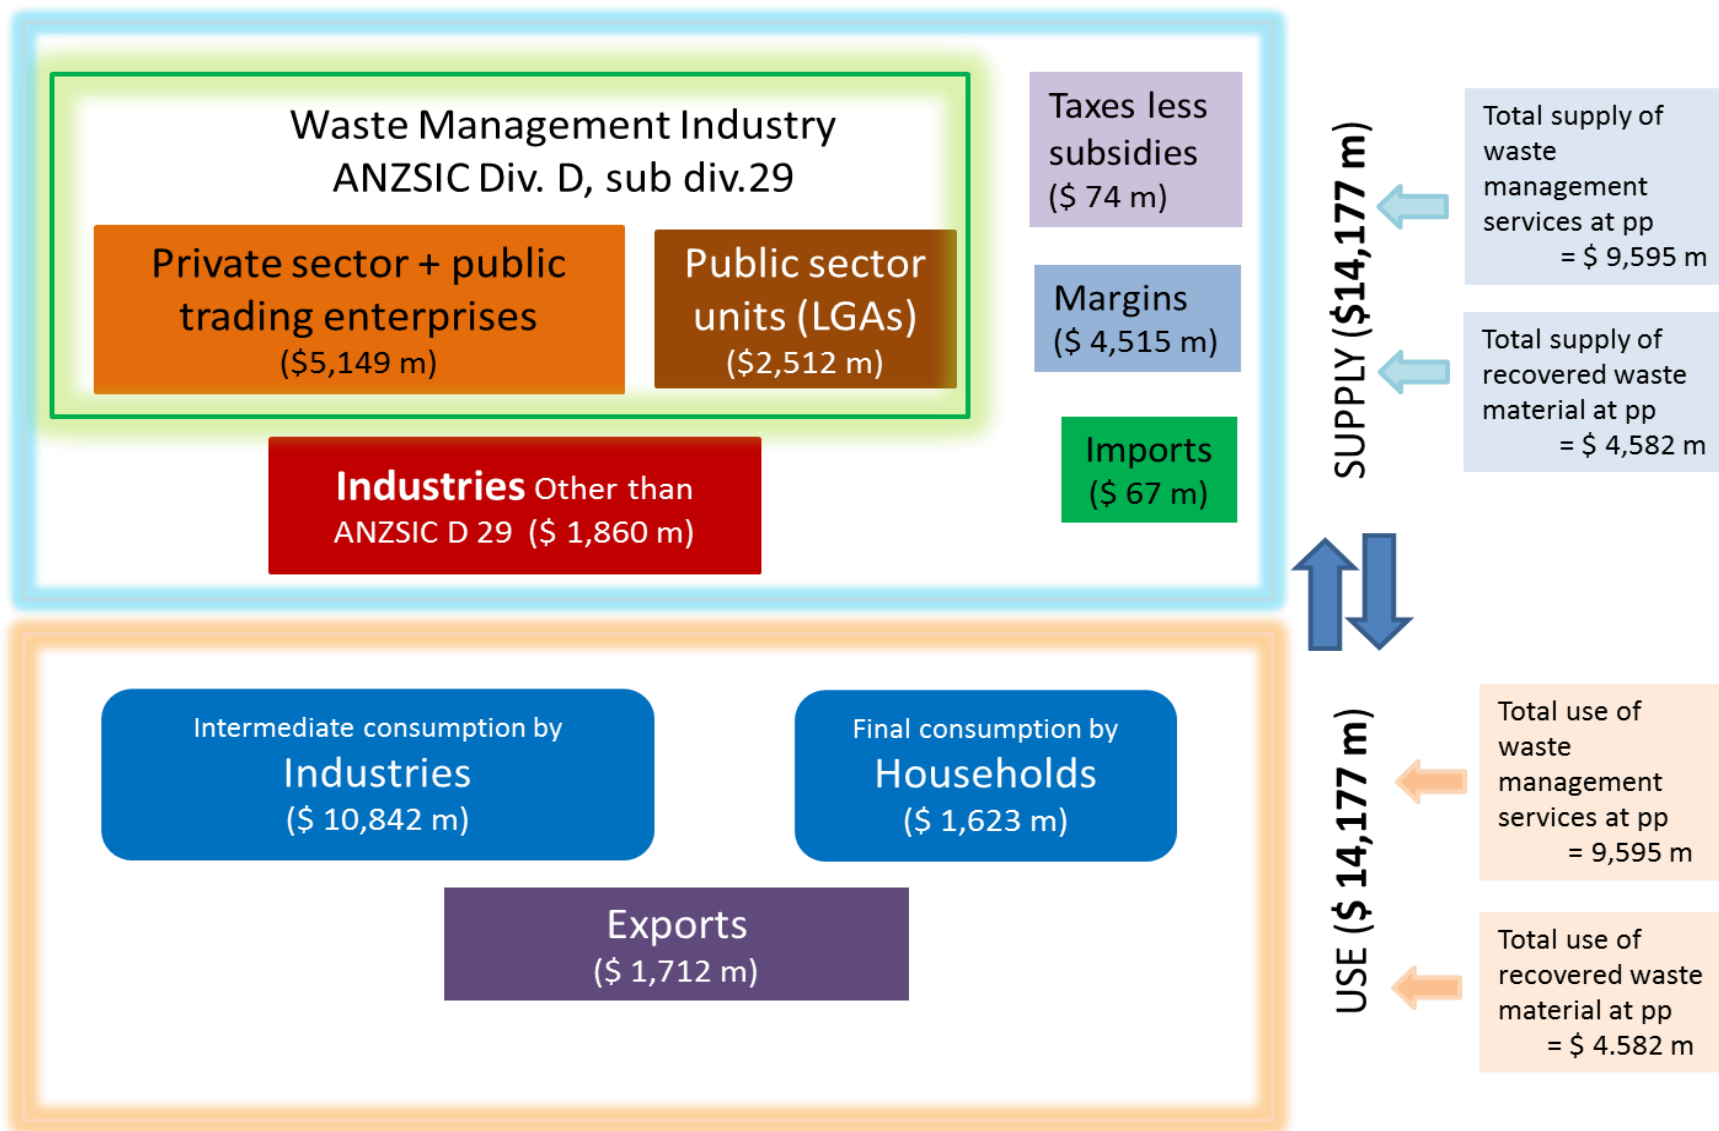 Waste Management Industry
ANZSIC Div. D, sub div.29
Private sector + public
trading enterprises
($5,149 m)
Public sector
units (LGAs)
($2,512 m)
Industries Other than
ANZSIC D 29 ($ 1,860 m)
Taxes less
subsidies
($ 74 m)
Margins
($ 4,515 m)
Imports
($ 67 m)
SUPPLY ($14,177 m)
Total supply of
waste
management
services at pp
= $ 9,595 m
Total supply of
recovered waste
material at pp
= $ 4,582 m
Intermediate consumption by
Industries
($ 10,842 m)
Final consumption by
Households
($ 1,623 m)
Exports
($ 1,712 m)
USE ($ 14,177 m)
Total use of
waste
management
services at pp
= 9,595 m
Total use of
recovered waste
material at pp
= $ 4.582 m